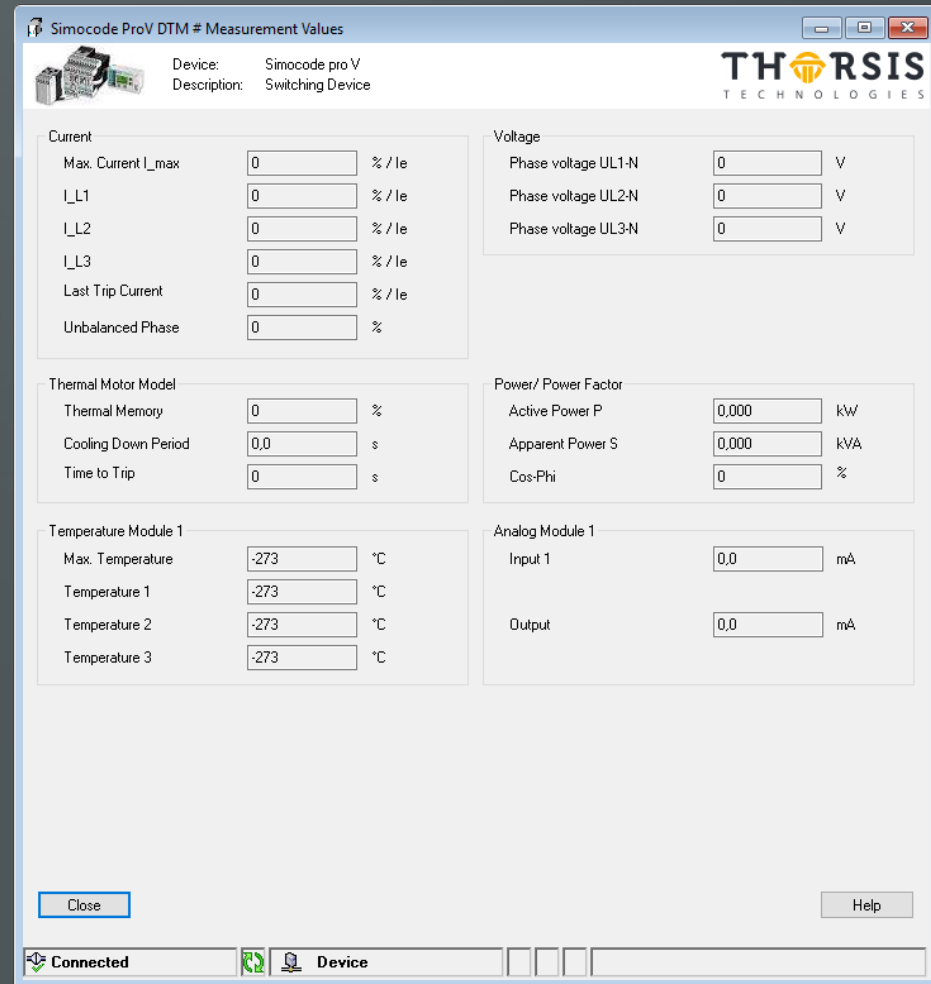 Simocode ProV DTM # Measurement Values
Device: Simocode pro V
Description: Switching Device
THORSIS
TECHNOLOGIES
Current
Max. Current I_max 0 % / Ie
I_L1 0 % / Ie
I_L2 0 % / Ie
I_L3 0 % / Ie
Last Trip Current 0 % / Ie
Unbalanced Phase 0 %
Voltage
Phase voltage UL1-N 0 V
Phase voltage UL2-N 0 V
Phase voltage UL3-N 0 V
Thermal Motor Model
Thermal Memory 0 %
Cooling Down Period 0,0 s
Time to Trip 0 s
Power/ Power Factor
Active Power P 0,000 kW
Apparent Power S 0,000 kVA
Cos-Phi 0 %
Temperature Module 1
Max. Temperature -273 °C
Temperature 1 -273 °C
Temperature 2 -273 °C
Temperature 3 -273 °C
Analog Module 1
Input 1 0,0 mA
Output 0,0 mA
Close
Help
Connected
Device